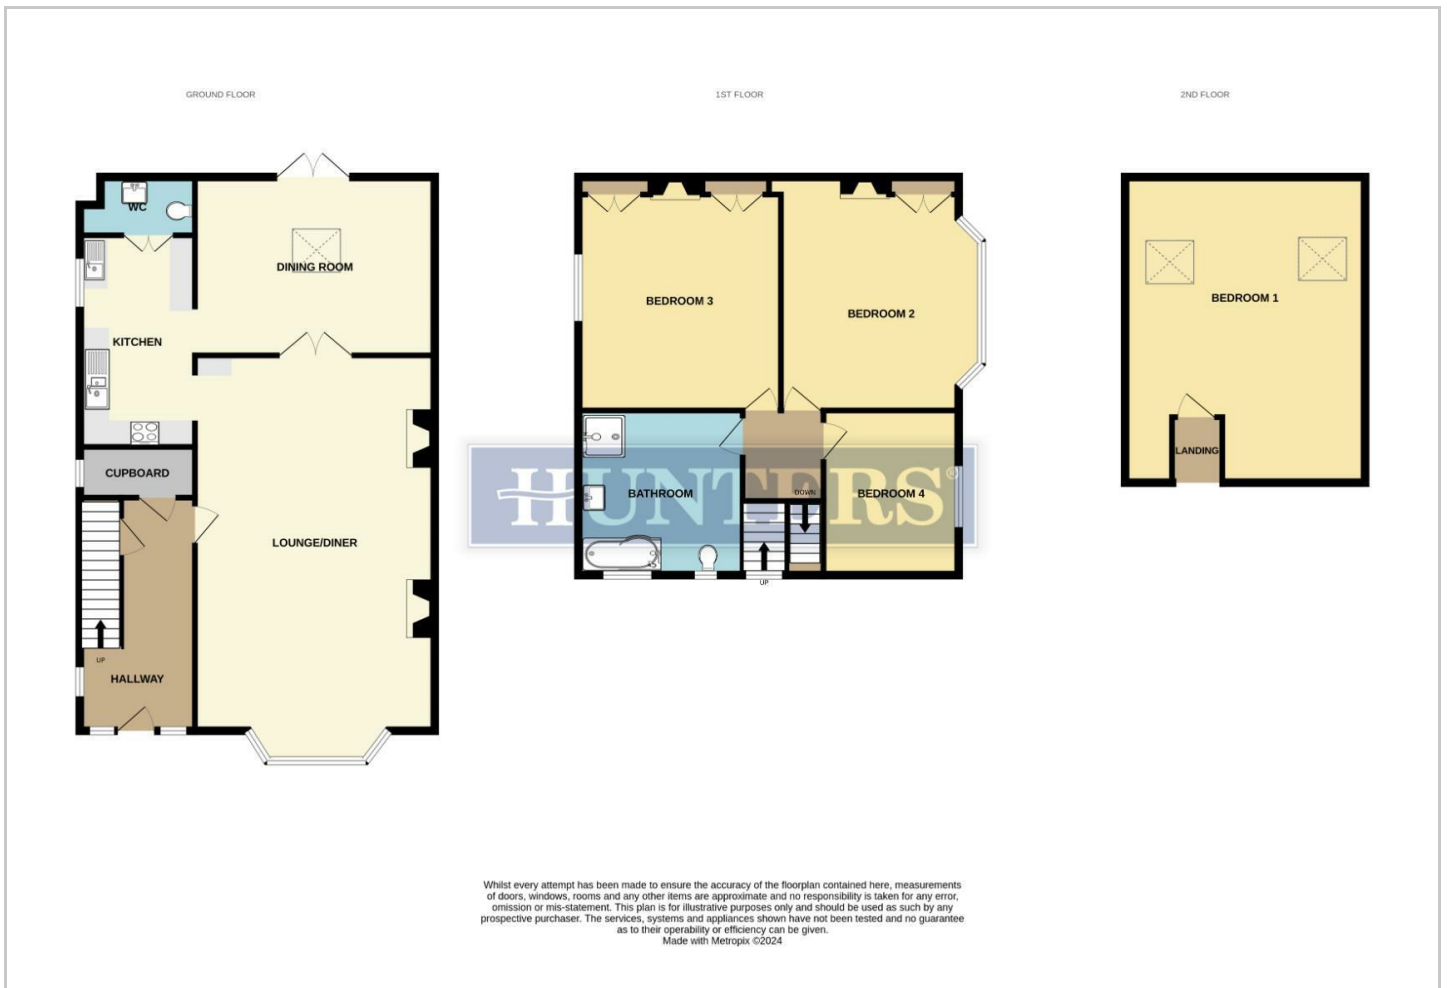 GROUND FLOOR
1ST FLOOR
2ND FLOOR
WC
DINING ROOM
KITCHEN
CUPBOARD
LOUNGE/DINER
UP
HALLWAY
BEDROOM 3
BEDROOM 2
BATHROOM
DOWN
BEDROOM 4
UP
HUNTERS®
BEDROOM 1
LANDING
Whilst every attempt has been made to ensure the accuracy of the floorplan contained here, measurements
of doors, windows, rooms and any other items are approximate and no responsibility is taken for any error,
omission or mis-statement. This plan is for illustrative purposes only and should be used as such by any
prospective purchaser. The services, systems and appliances shown have not been tested and no guarantee
as to their operability or efficiency can be given.
Made with Metropix ©2024